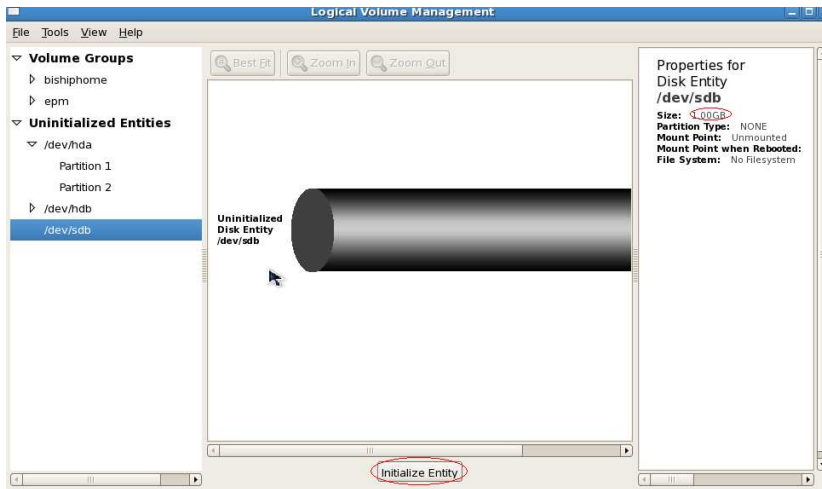 Logical Volume Management
File Tools View Help
Volume Groups
bishiphome
epm
Uninitialized Entities
/dev/hda
Partition 1
Partition 2
/dev/hdb
/dev/sdb
Best Fit Zoom In Zoom Out
Uninitialized
Disk Entity
/dev/sdb
Initialize Entity
Properties for
Disk Entity
/dev/sdb
Size: 1.00GB
Partition Type: NONE
Mount Point: Unmounted
Mount Point when Rebooted:
File System: No Filesystem